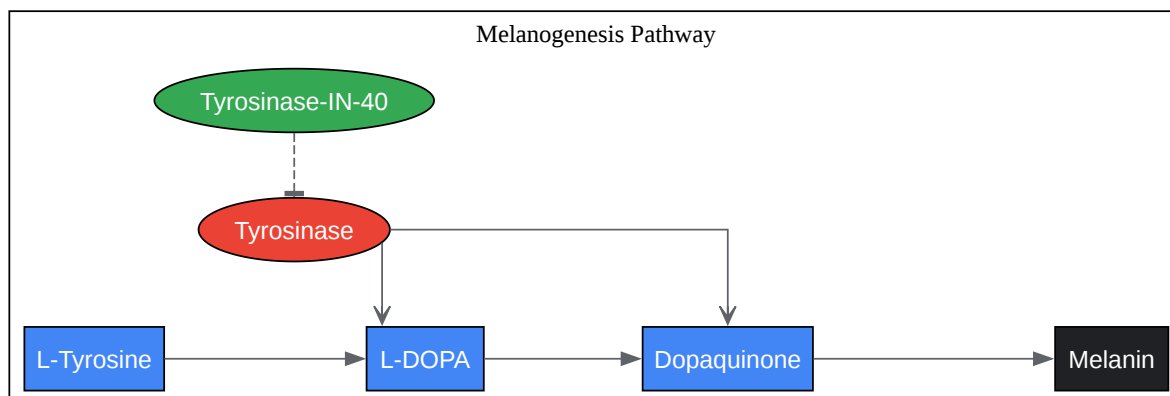 Melanogenesis Pathway
Tyrosinase-IN-40
Tyrosinase
L-Tyrosine
L-DOPA
Dopaquinone
Melanin